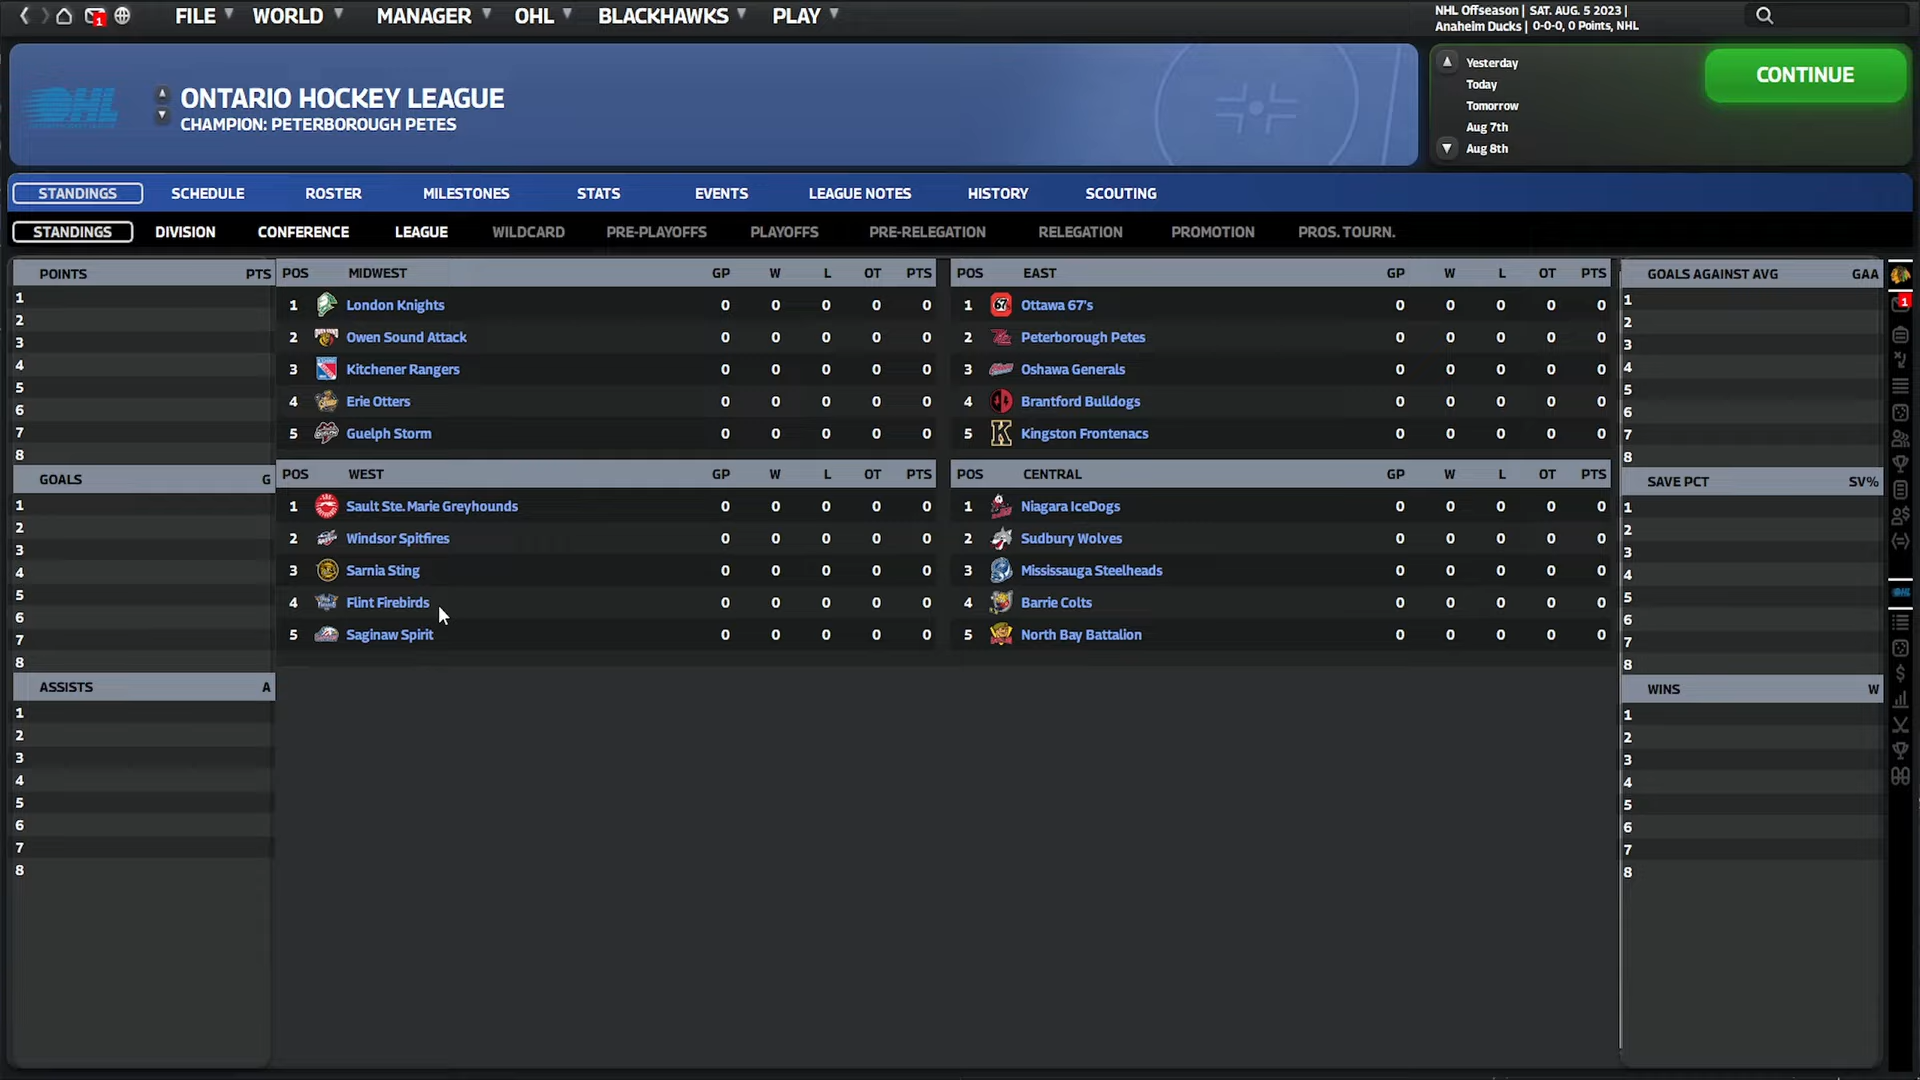 FILE WORLD MANAGER OHL BLACKHAWKS PLAY
NHL Offseason | SAT. AUG. 5 2023 |
Anaheim Ducks | 0-0-0, 0 Points, NHL
1
OHL
ONTARIO HOCKEY LEAGUE
CHAMPION: PETERBOROUGH PETES
Yesterday
Today
Tomorrow
Aug 7th
Aug 8th
CONTINUE
STANDINGS SCHEDULE ROSTER MILESTONES STATS EVENTS LEAGUE NOTES HISTORY SCOUTING
STANDINGS DIVISION CONFERENCE LEAGUE WILDCARD PRE-PLAYOFFS PLAYOFFS PRE-RELEGATION RELEGATION PROMOTION PROS. TOURN.
POINTS PTS
1
2
3
4
5
6
7
8
GOALS G
1
2
3
4
5
6
7
8
ASSISTS A
1
2
3
4
5
6
7
8
POS MIDWEST GP W L OT PTS
1 London Knights 0 0 0 0 0
2 Owen Sound Attack 0 0 0 0 0
3 Kitchener Rangers 0 0 0 0 0
4 Erie Otters 0 0 0 0 0
5 Guelph Storm 0 0 0 0 0
POS WEST GP W L OT PTS
1 Sault Ste. Marie Greyhounds 0 0 0 0 0
2 Windsor Spitfires 0 0 0 0 0
3 Sarnia Sting 0 0 0 0 0
4 Flint Firebirds 0 0 0 0 0
5 Saginaw Spirit 0 0 0 0 0
POS EAST GP W L OT PTS
1 67 Ottawa 67's 0 0 0 0 0
2 Peterborough Petes 0 0 0 0 0
3 Oshawa Generals 0 0 0 0 0
4 Brantford Bulldogs 0 0 0 0 0
5 K Kingston Frontenacs 0 0 0 0 0
POS CENTRAL GP W L OT PTS
1 Niagara IceDogs 0 0 0 0 0
2 Sudbury Wolves 0 0 0 0 0
3 Mississauga Steelheads 0 0 0 0 0
4 Barrie Colts 0 0 0 0 0
5 North Bay Battalion 0 0 0 0 0
GOALS AGAINST AVG GAA
1
2
3
4
5
6
7
8
SAVE PCT SV%
1
2
3
4
5
6
7
8
WINS W
1
2
3
4
5
6
7
8
1
OHL